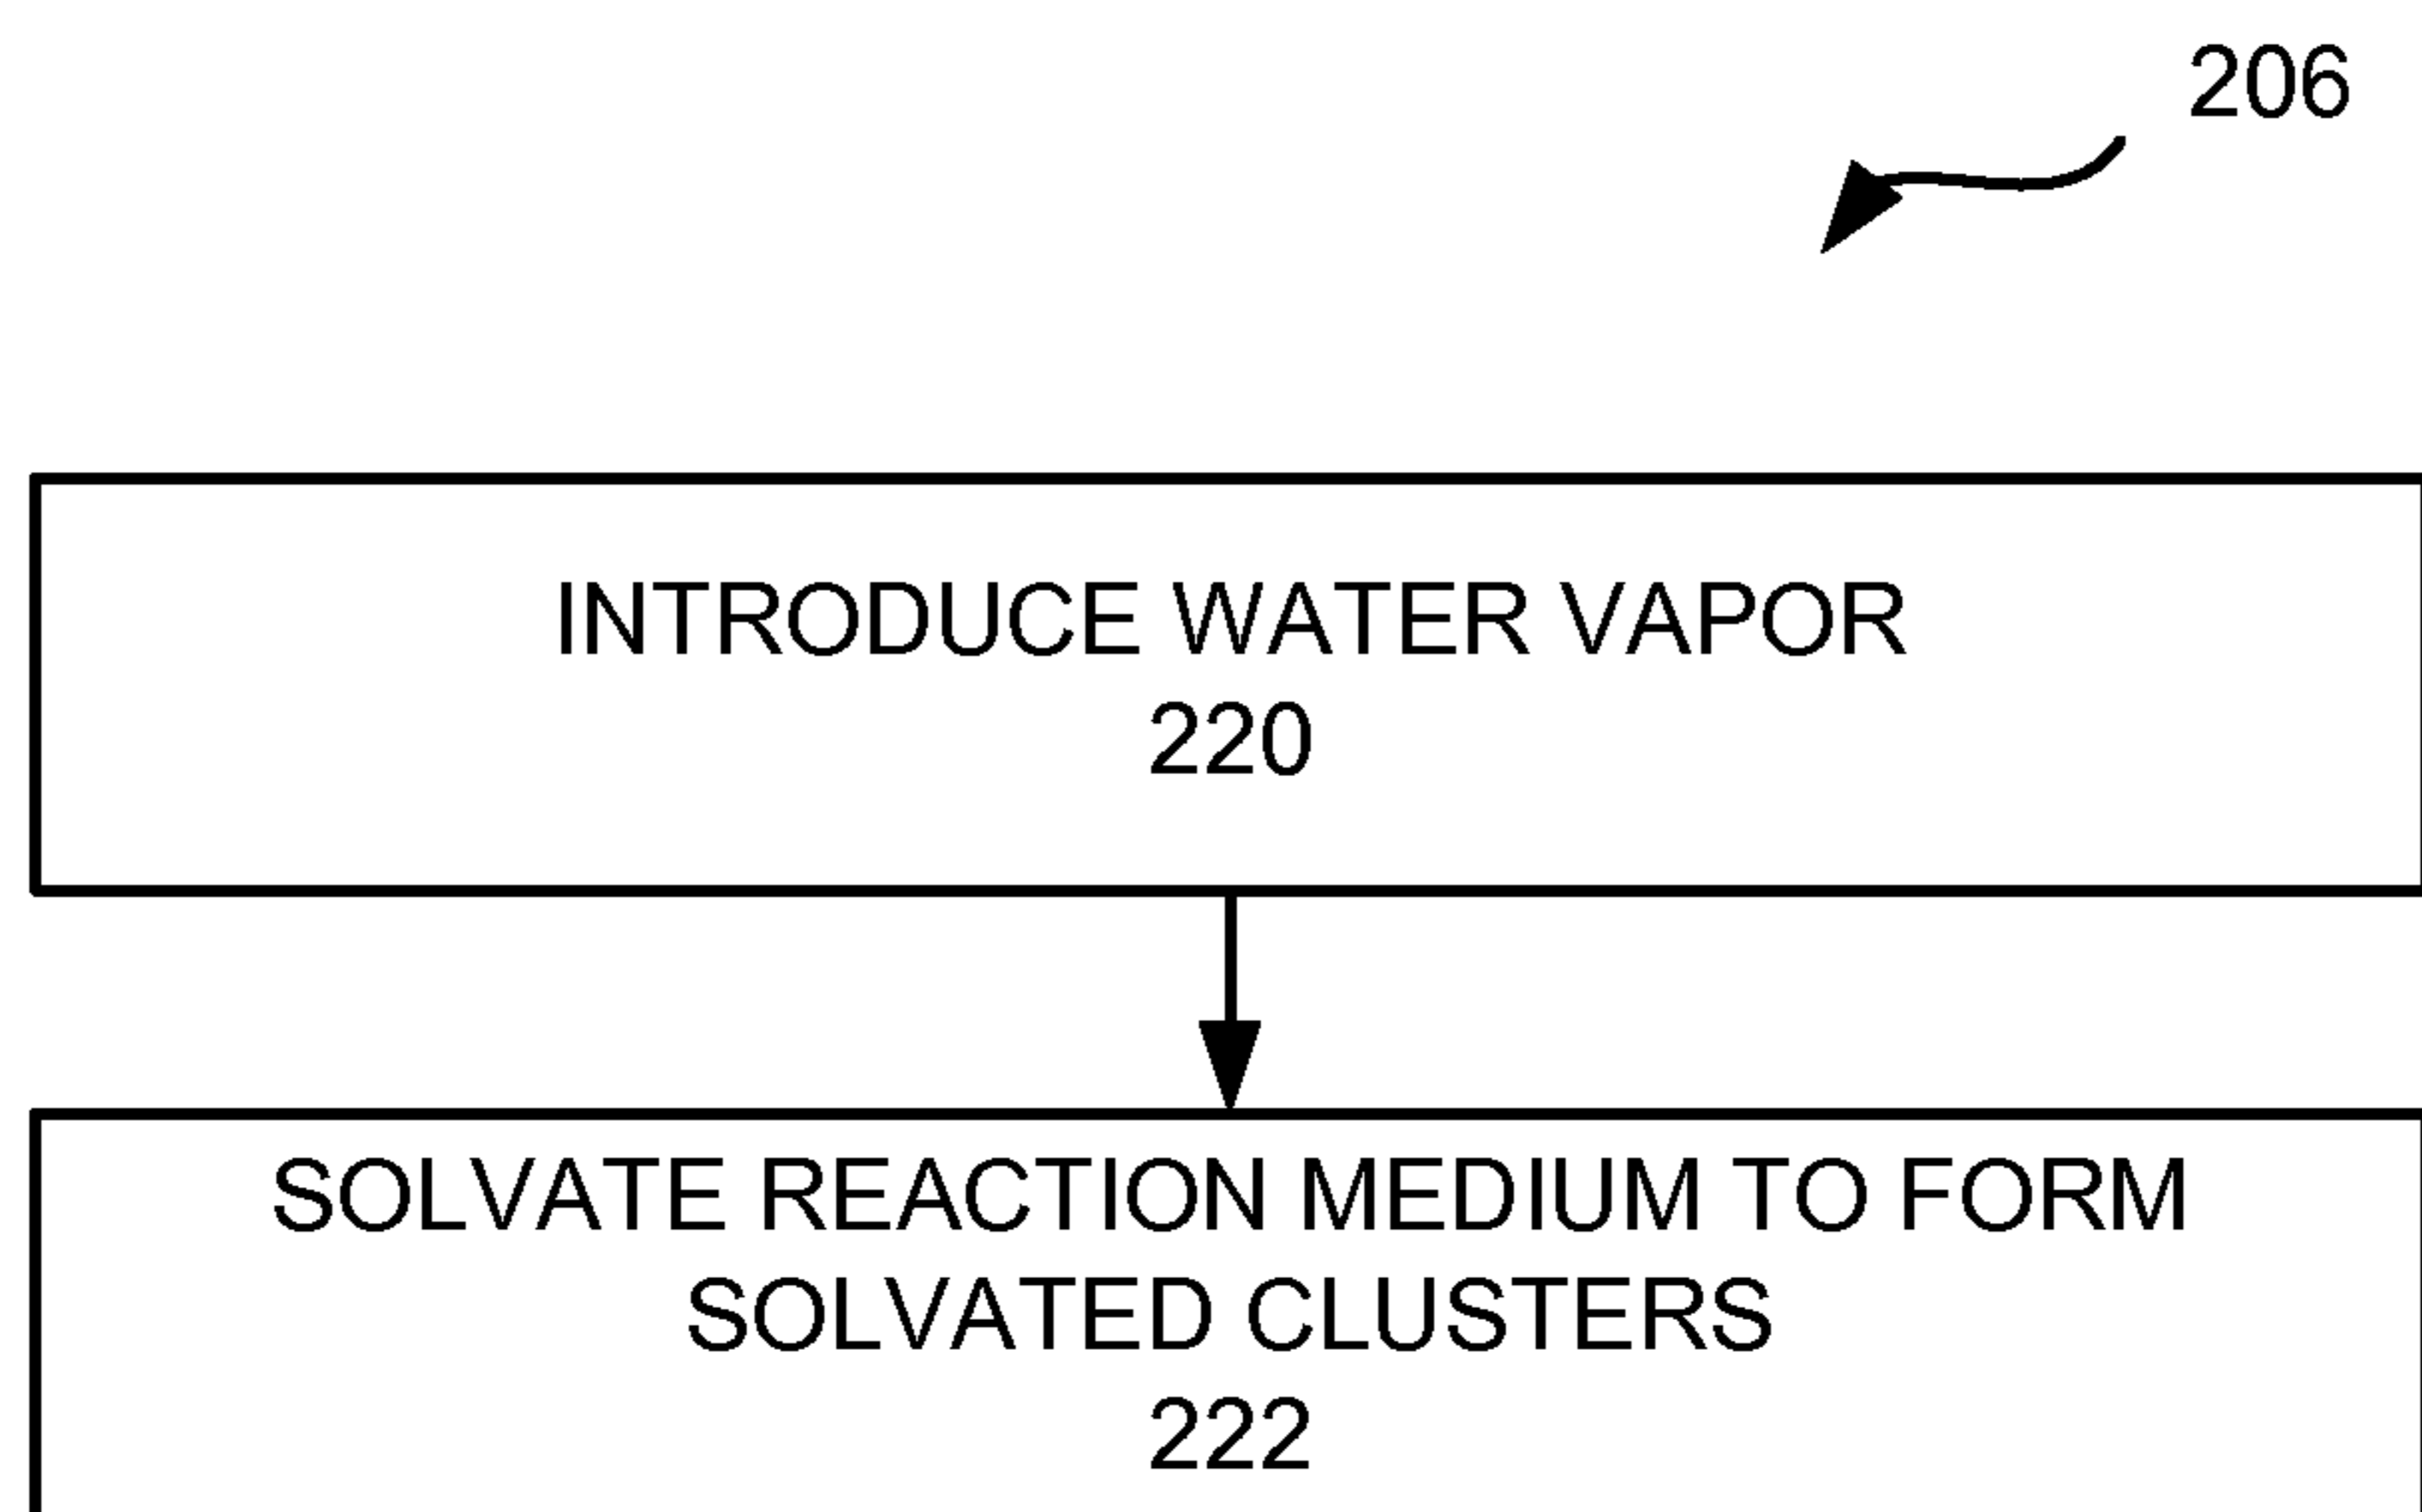 206
INTRODUCE WATER VAPOR
220
SOLVATE REACTION MEDIUM TO FORM
SOLVATED CLUSTERS
222